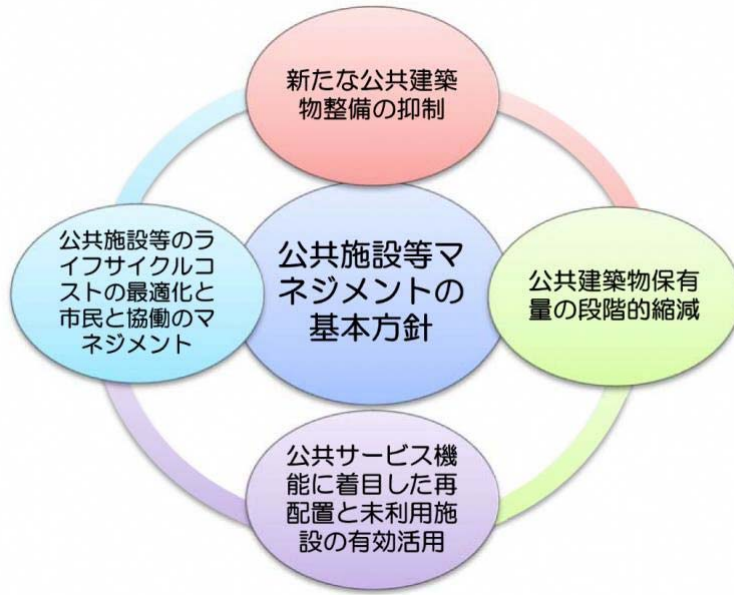 新たな公共建築
物整備の抑制
公共施設等のラ
イフサイクルコ
ストの最適化と
市民と協働のマ
ネジメント
公共施設等マ
ネジメントの
基本方針
公共建築物保有
量の段階的縮減
公共サービス機
能に着目した再
配置と未利用施
設の有効活用